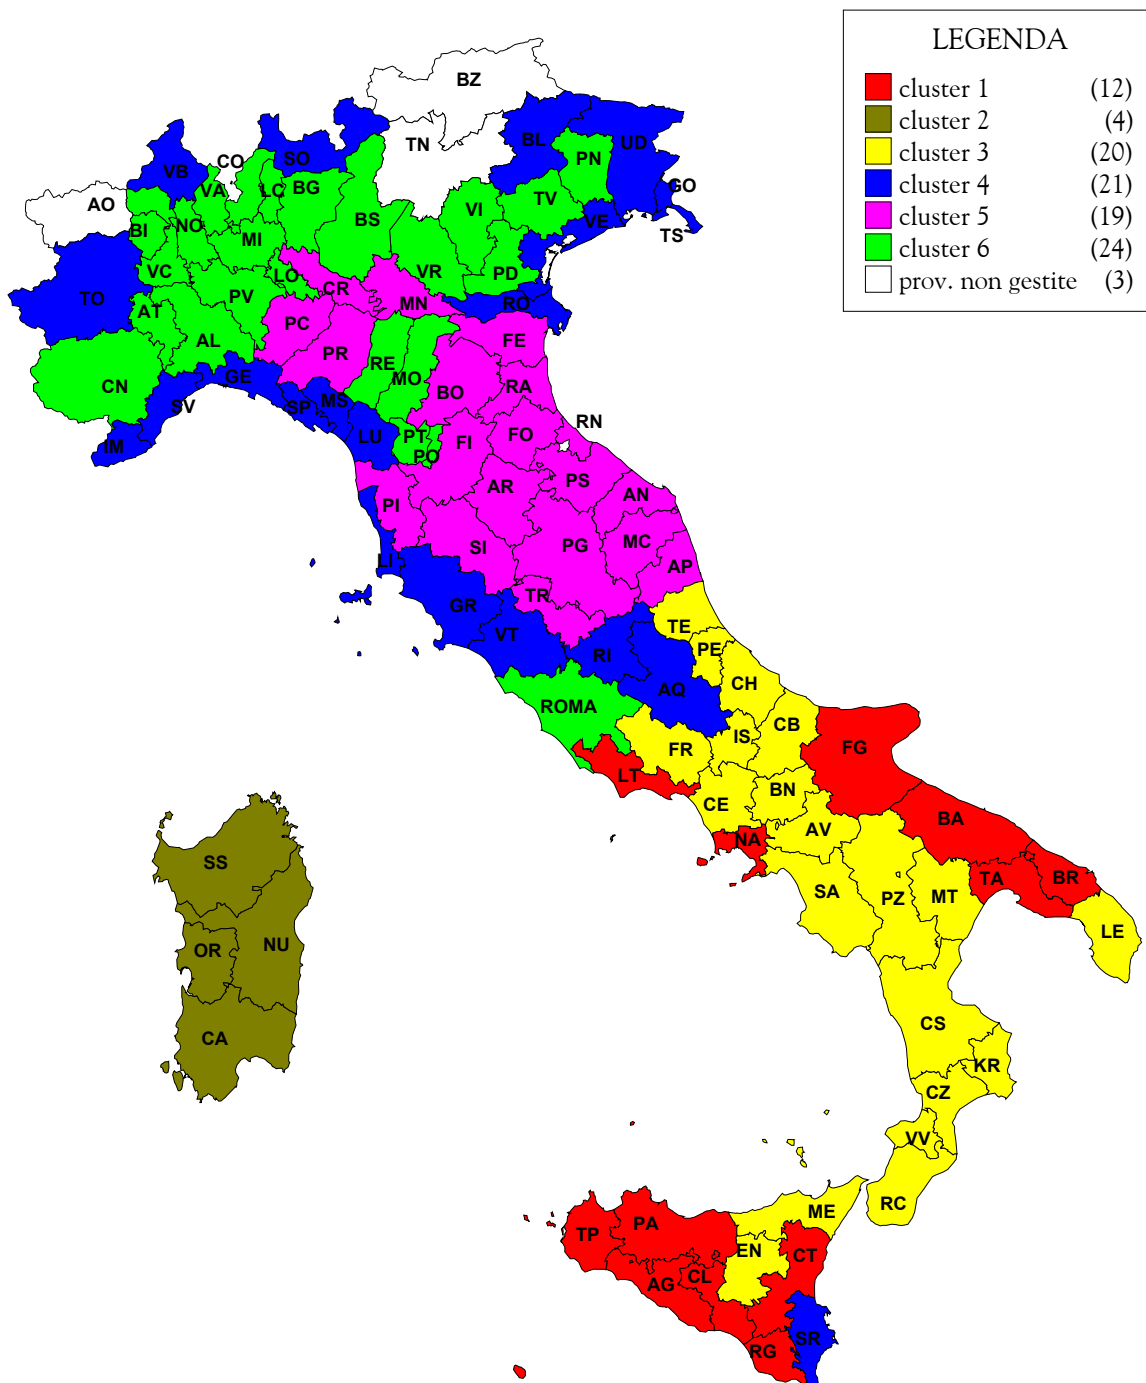 LEGENDA
cluster 1 (12)
cluster 2 (4)
cluster 3 (20)
cluster 4 (21)
cluster 5 (19)
cluster 6 (24)
prov. non gestite (3)
BZ
TN
BL
UD
PN
GO
CO
SO
VB
VA
LC
BG
AO
BI
NO
MI
BS
VI
TV
VE
TS
VC
LO
VR
PD
TO
PV
CR
MN
RO
AT
AL
PC
PR
RE
MO
FE
CN
GE
BO
RA
SV
SP
MS
RN
IM
LU
PT
PO
FI
FO
PI
AR
PS
AN
LI
SI
PG
MC
AP
GR
TR
VT
TE
RI
PE
AQ
CH
ROMA
FR
IS
CB
FG
LT
CE
BN
BA
NA
AV
SS
SA
PZ
MT
TA
BR
LE
OR
NU
CA
CS
KR
CZ
VV
RC
ME
TP
PA
EN
CT
AG
CL
SR
RG